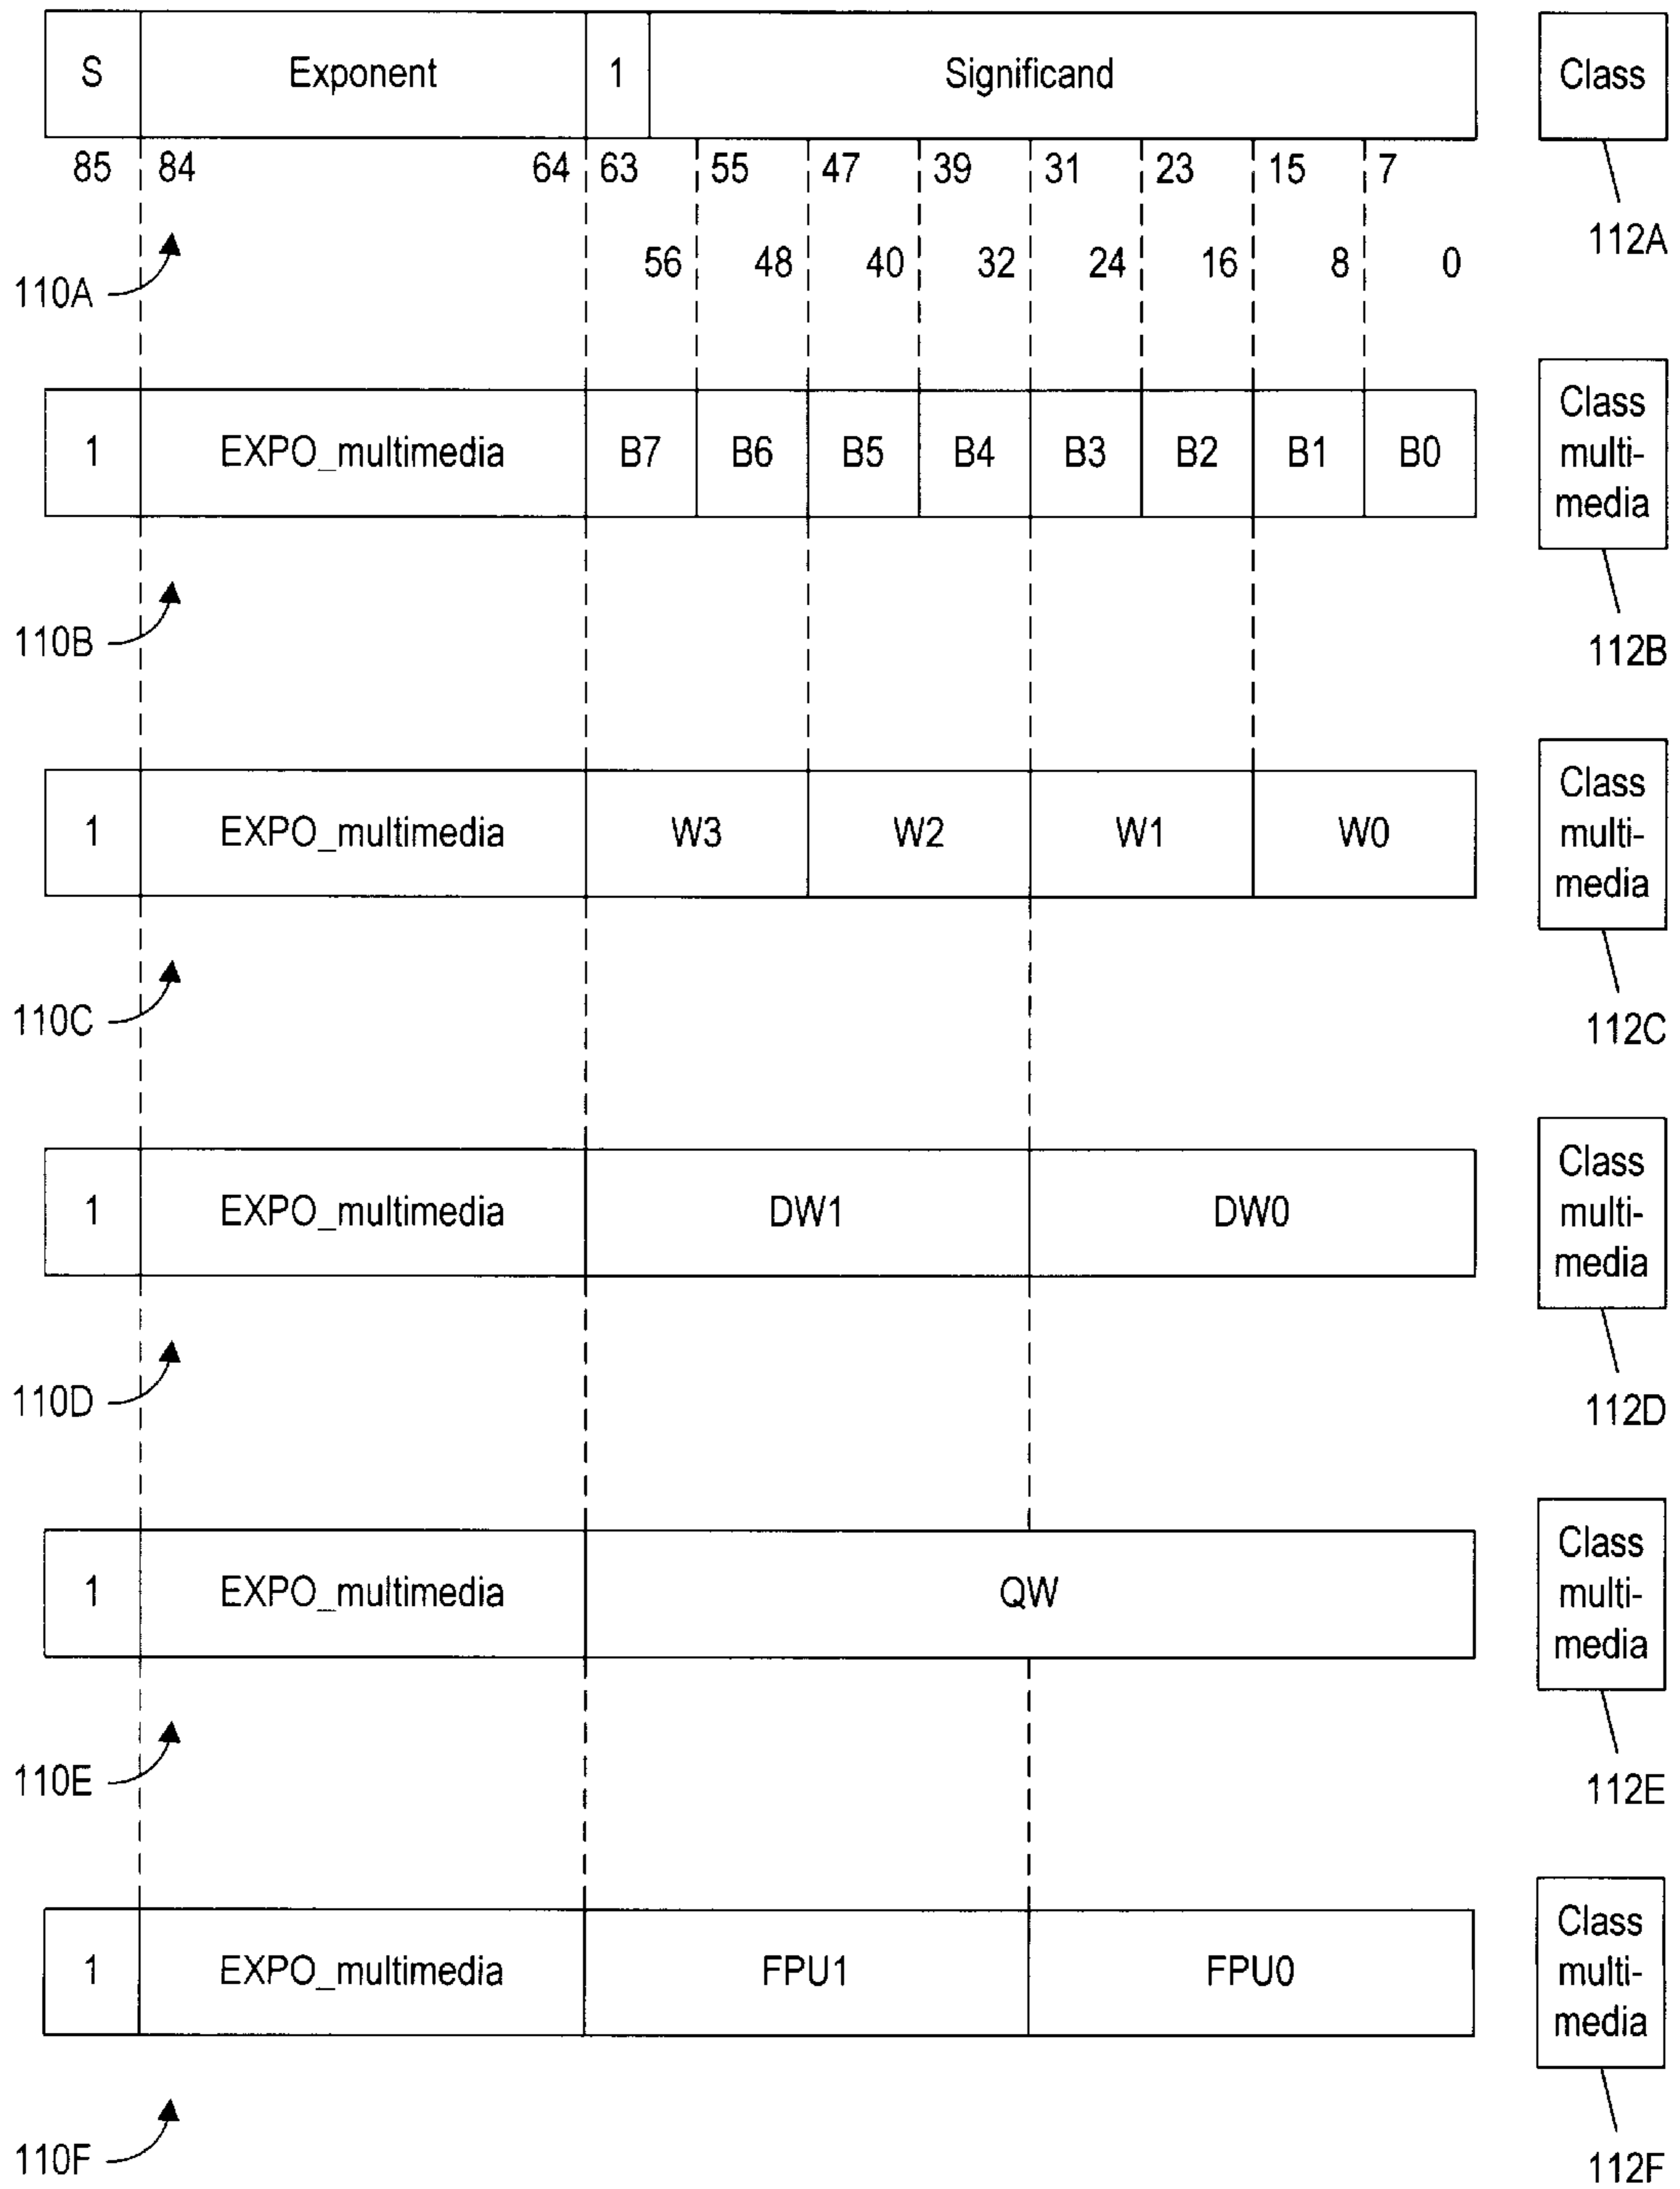 S Exponent 1 Significand Class
85 84 64 63 55 47 39 31 23 15 7
112A
56 48 40 32 24 16 8 0
110A
1 EXPO_multimedia B7 B6 B5 B4 B3 B2 B1 B0
Class
multi-
media
110B
112B
1 EXPO_multimedia W3 W2 W1 W0
Class
multi-
media
110C
112C
1 EXPO_multimedia DW1 DW0
Class
multi-
media
110D
112D
1 EXPO_multimedia QW
Class
multi-
media
110E
112E
1 EXPO_multimedia FPU1 FPU0
Class
multi-
media
110F
112F